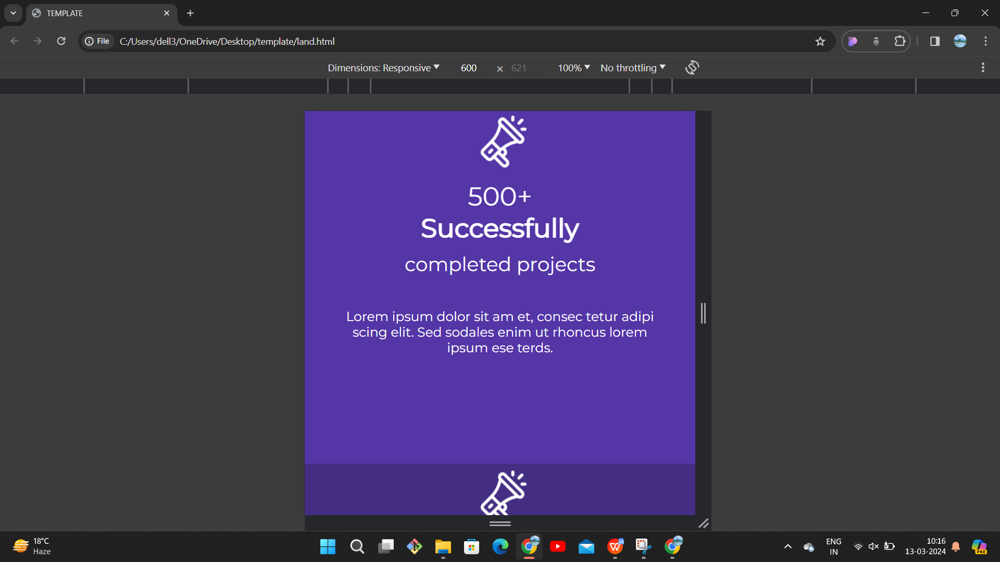 TEMPLATE
File
C:/Users/dell3/OneDrive/Desktop/template/land.html
Dimensions: Responsive 600 × 621 100% No throttling
500+
Successfully
completed projects
Lorem ipsum dolor sit am et, consec tetur adipi
scing elit. Sed sodales enim ut rhoncus lorem
ipsum ese terds.
18°C
Haze
W
W
ENG
IN
10:16
13-03-2024
PRE